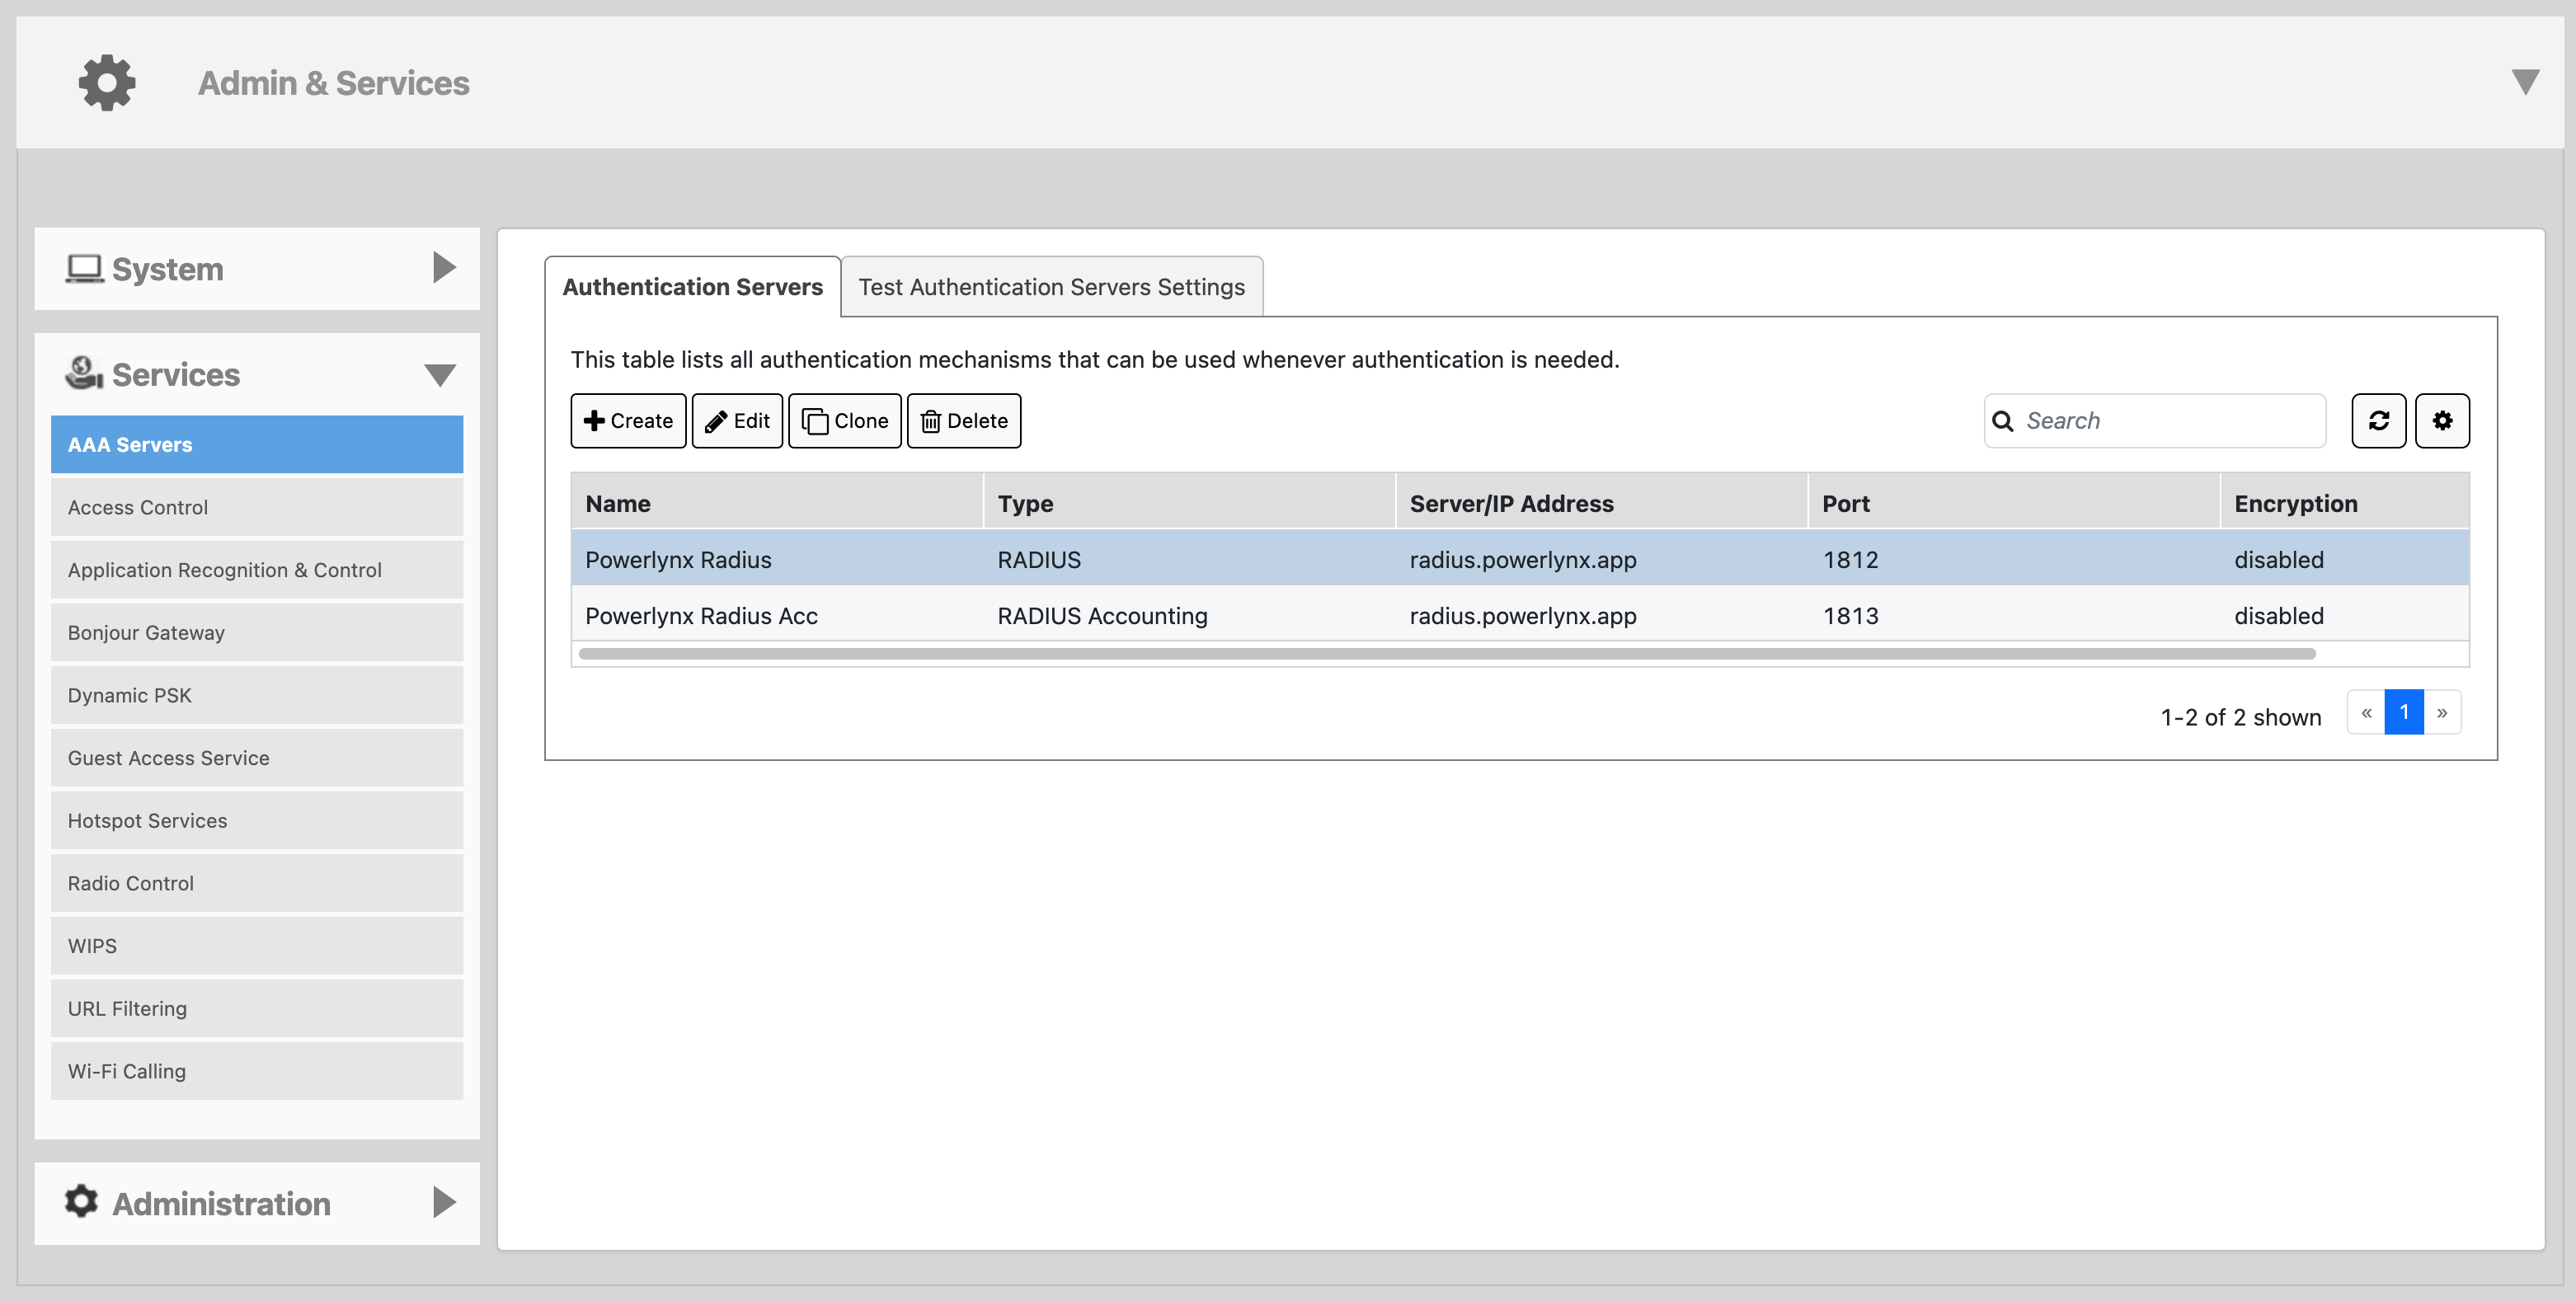 Admin & Services
System
Services
AAA Servers
Access Control
Application Recognition & Control
Bonjour Gateway
Dynamic PSK
Guest Access Service
Hotspot Services
Radio Control
WIPS
URL Filtering
Wi-Fi Calling
Administration
Authentication Servers Test Authentication Servers Settings
This table lists all authentication mechanisms that can be used whenever authentication is needed.
Create Edit Clone Delete Search
Name Type Server/IP Address Port Encryption
Powerlynx Radius RADIUS radius.powerlynx.app 1812 disabled
Powerlynx Radius Acc RADIUS Accounting radius.powerlynx.app 1813 disabled
1-2 of 2 shown « 1 »